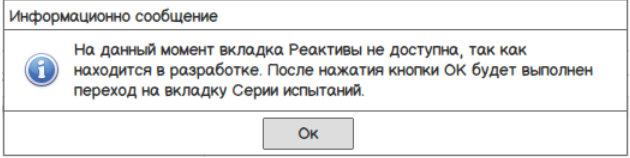 Информационно сообщение
На данный момент вкладка Реактивы не доступна, так как
находится в разработке. После нажатия кнопки ОК будет выполнен
переход на вкладку Серии испытаний.
Ок